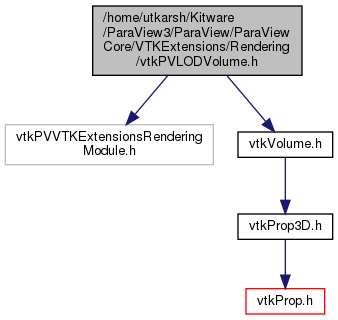 /home/utkarsh/Kitware
/ParaView3/ParaView/ParaView
Core/VTKExtensions/Rendering
/vtkPVLODVolume.h
vtkPVVTKExtensionsRendering
Module.h
vtkVolume.h
vtkProp3D.h
vtkProp.h